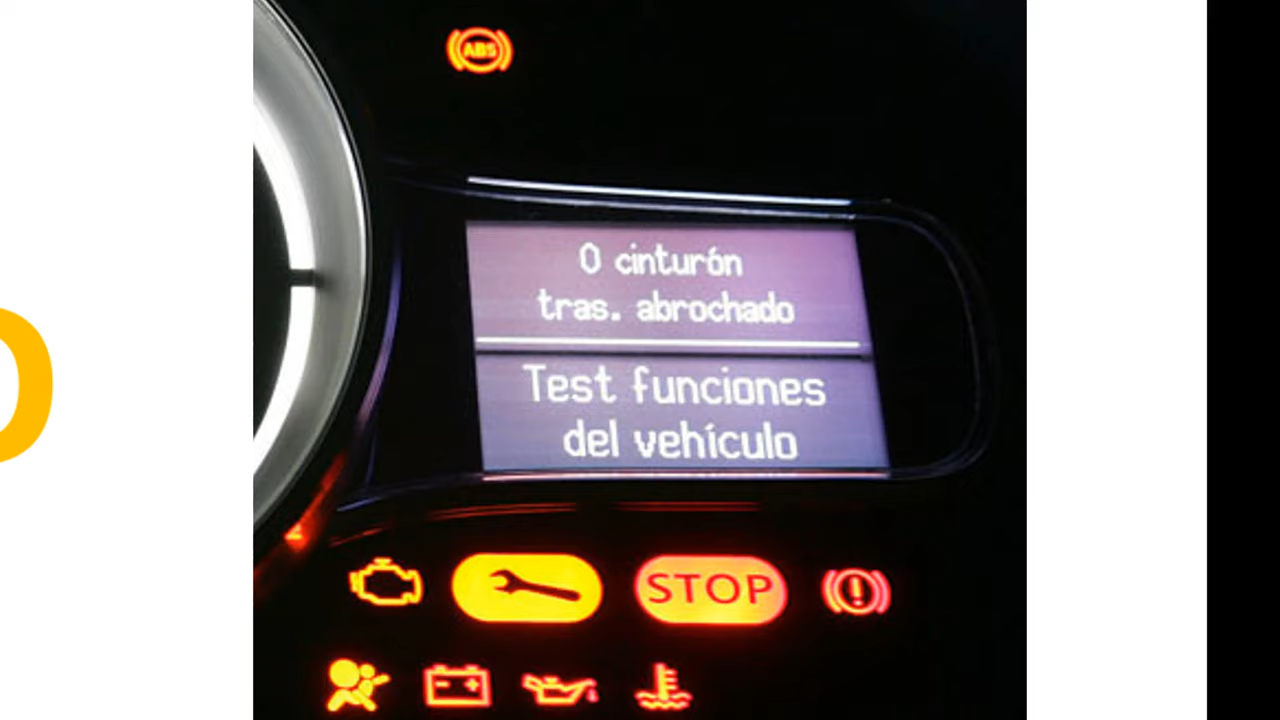 ABS
0 cinturón
tras. abrochado
Test funciones
del vehículo
STOP